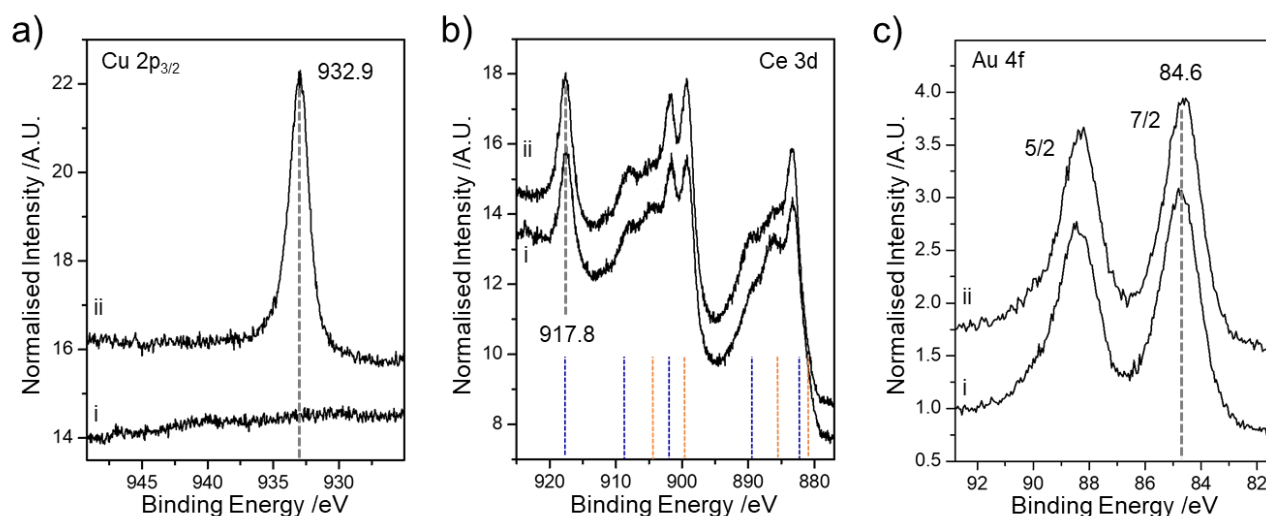 a)
Cu 2p3/2
932.9
ii
i
22
20
18
16
14
945
940
935
930
Binding Energy /eV
Normalised Intensity /A.U.
b)
Ce 3d
ii
i
917.8
18
16
14
12
10
8
920
910
900
890
880
Binding Energy /eV
Normalised Intensity /A.U.
c)
Au 4f
84.6
7/2
5/2
ii
i
4.0
3.5
3.0
2.5
2.0
1.5
1.0
0.5
92
90
88
86
84
82
Binding Energy /eV
Normalised Intensity /A.U.